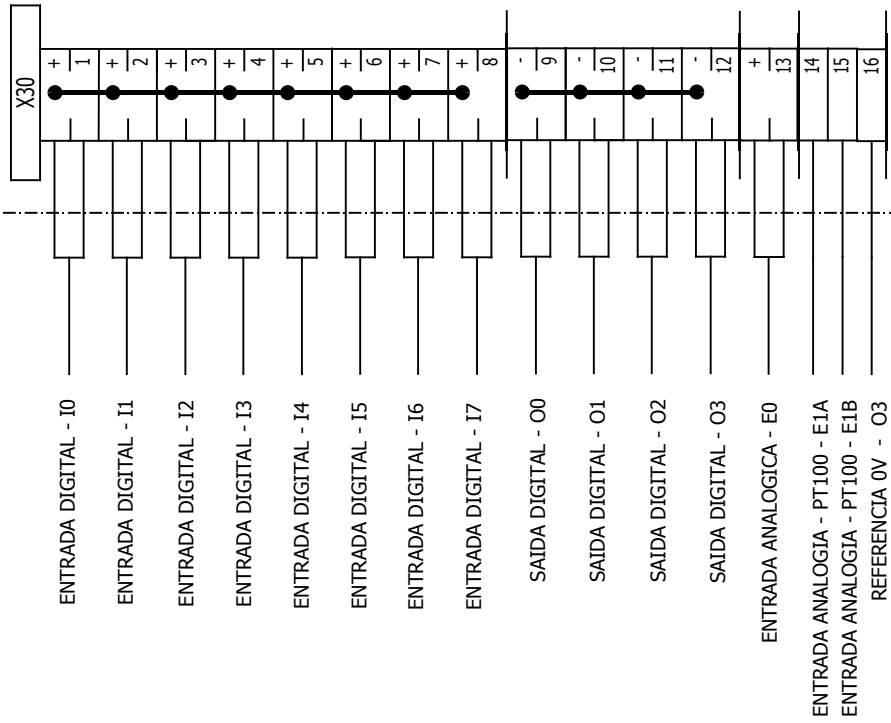 X30
+ 1
+ 2
+ 3
+ 4
+ 5
+ 6
+ 7
+ 8
- 9
- 10
- 11
- 12
+ 13
14
15
16
ENTRADA DIGITAL - I0
ENTRADA DIGITAL - I1
ENTRADA DIGITAL - I2
ENTRADA DIGITAL - I3
ENTRADA DIGITAL - I4
ENTRADA DIGITAL - I5
ENTRADA DIGITAL - I6
ENTRADA DIGITAL - I7
SAIDA DIGITAL - O0
SAIDA DIGITAL - O1
SAIDA DIGITAL - O2
SAIDA DIGITAL - O3
ENTRADA ANALOGICA - E0
ENTRADA ANALOGIA - PT100 - E1A
ENTRADA ANALOGIA - PT100 - E1B
REFERENCIA 0V - O3